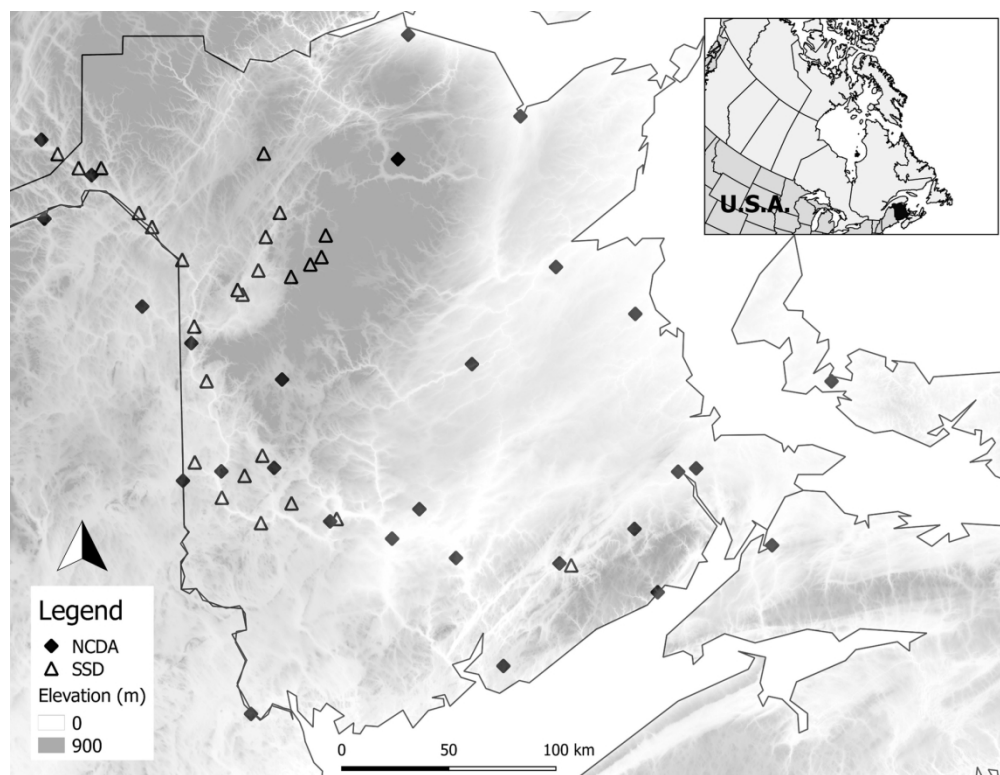 U.S.A.
Legend
NCDA
SSD
Elevation (m)
0
900
0 50 100 km